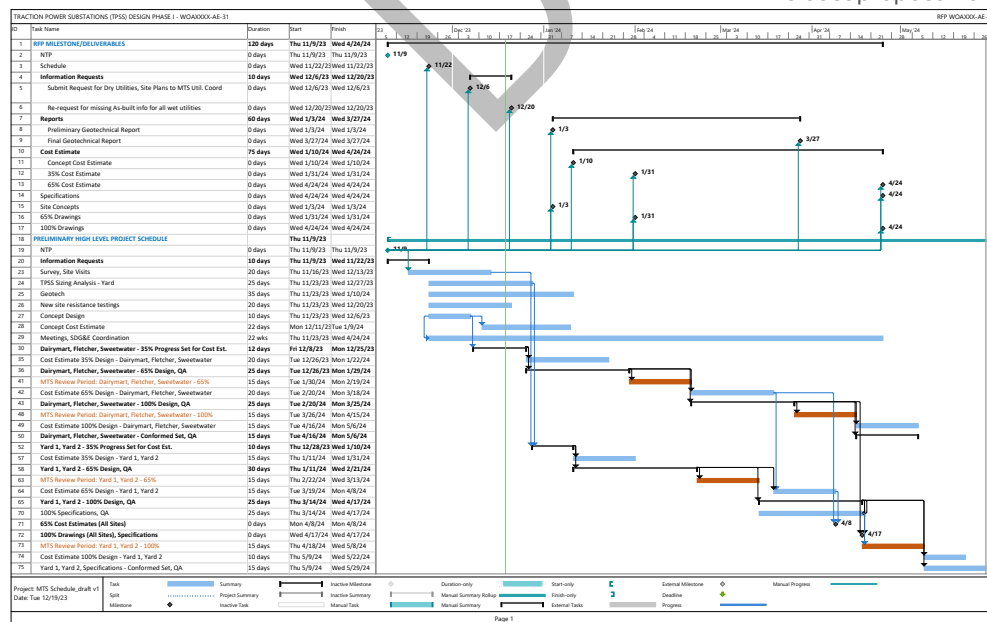 TRACTION POWER SUBSTATIONS (TPSS) DESIGN PHASE I - WOAXXXX-AE-31 RFP WOAXXXX-AE-
ID Task Name Duration Start Finish 23 Dec '23 Jan '24 Feb '24 Mar '24 Apr '24 May '24
1 RFP MILESTONE/DELIVERABLES 120 days Thu 11/9/23 Wed 4/24/24
2 NTP 0 days Thu 11/9/23 Thu 11/9/23 11/9
3 Schedule 0 days Wed 11/22/23 Wed 11/22/23 11/22
4 Information Requests 10 days Wed 12/6/23 Wed 12/20/23
5 Submit Request for Dry Utilities, Site Plans to MTS Util. Coord 0 days Wed 12/6/23 Wed 12/6/23 12/6
6 Re-request for missing As-built info for all wet utilities 0 days Wed 12/20/23 Wed 12/20/23 12/20
7 Reports 60 days Wed 1/3/24 Wed 3/27/24
8 Preliminary Geotechnical Report 0 days Wed 1/3/24 Wed 1/3/24 1/3
9 Final Geotechnical Report 0 days Wed 3/27/24 Wed 3/27/24 3/27
10 Cost Estimate 75 days Wed 1/10/24 Wed 4/24/24
11 Concept Cost Estimate 0 days Wed 1/10/24 Wed 1/10/24 1/10
12 35% Cost Estimate 0 days Wed 1/31/24 Wed 1/31/24 1/31
13 65% Cost Estimate 0 days Wed 4/24/24 Wed 4/24/24 4/24
14 Specifications 0 days Wed 4/24/24 Wed 4/24/24 4/24
15 Site Concepts 0 days Wed 1/3/24 Wed 1/3/24 1/3
16 65% Drawings 0 days Wed 1/31/24 Wed 1/31/24 1/31
17 100% Drawings 0 days Wed 4/24/24 Wed 4/24/24 4/24
18 PRELIMINARY HIGH LEVEL PROJECT SCHEDULE Thu 11/9/23
19 NTP 0 days Thu 11/9/23 Thu 11/9/23 11/9
20 Information Requests 10 days Thu 11/9/23 Wed 11/22/23
23 Survey, Site Visits 20 days Thu 11/16/23 Wed 12/13/23
24 TPSS Sizing Analysis - Yard 25 days Thu 11/23/23 Wed 12/27/23
25 Geotech 35 days Thu 11/23/23 Wed 1/10/24
26 New site resistance testings 20 days Thu 11/23/23 Wed 12/20/23
27 Concept Design 10 days Thu 11/23/23 Wed 12/6/23
28 Concept Cost Estimate 22 days Mon 12/11/23 Tue 1/9/24
29 Meetings, SDG&E Coordination 22 wks Thu 11/23/23 Wed 4/24/24
30 Dairymart, Fletcher, Sweetwater - 35% Progress Set for Cost Est. 12 days Fri 12/8/23 Mon 12/25/23
35 Cost Estimate 35% Design - Dairymart, Fletcher, Sweetwater 20 days Tue 12/26/23 Mon 1/22/24
36 Dairymart, Fletcher, Sweetwater - 65% Design, QA 25 days Tue 12/26/23 Mon 1/29/24
41 MTS Review Period: Dairymart, Fletcher, Sweetwater - 65% 15 days Tue 1/30/24 Mon 2/19/24
42 Cost Estimate 65% Design - Dairymart, Fletcher, Sweetwater 20 days Tue 2/20/24 Mon 3/18/24
43 Dairymart, Fletcher, Sweetwater - 100% Design, QA 25 days Tue 2/20/24 Mon 3/25/24
48 MTS Review Period: Dairymart, Fletcher, Sweetwater - 100% 15 days Tue 3/26/24 Mon 4/15/24
49 Cost Estimate 100% Design - Dairymart, Fletcher, Sweetwater 15 days Tue 4/16/24 Mon 5/6/24
50 Dairymart, Fletcher, Sweetwater - Conformed Set, QA 15 days Tue 4/16/24 Mon 5/6/24
52 Yard 1, Yard 2 - 35% Progress Set for Cost Est. 10 days Thu 12/28/23 Wed 1/10/24
57 Cost Estimate 35% Design - Yard 1, Yard 2 15 days Thu 1/11/24 Wed 1/31/24
58 Yard 1, Yard 2 - 65% Design, QA 30 days Thu 1/11/24 Wed 2/21/24
63 MTS Review Period: Yard 1, Yard 2 - 65% 15 days Thu 2/22/24 Wed 3/13/24
64 Cost Estimate 65% Design - Yard 1, Yard 2 15 days Tue 3/19/24 Mon 4/8/24
65 Yard 1, Yard 2 - 100% Design, QA 25 days Thu 3/14/24 Wed 4/17/24
70 100% Specifications, QA 25 days Thu 3/14/24 Wed 4/17/24
71 65% Cost Estimates (All Sites) 0 days Mon 4/8/24 Mon 4/8/24 4/8
72 100% Drawings (All Sites), Specifications 0 days Wed 4/17/24 Wed 4/17/24 4/17
73 MTS Review Period: Yard 1, Yard 2 - 100% 15 days Thu 4/18/24 Wed 5/8/24
74 Cost Estimate 100% Design - Yard 1, Yard 2 10 days Thu 5/9/24 Wed 5/22/24
75 Yard 1, Yard 2, Specifications - Conformed Set, QA 15 days Thu 5/9/24 Wed 5/29/24
Project: MTS Schedule_draft v1
Date: Tue 12/19/23
Task Summary Inactive Milestone Duration-only Start-only External Milestone Manual Progress
Split Project Summary Inactive Summary Manual Summary Rollup Finish-only Deadline
Milestone Inactive Task Manual Task Manual Summary External Tasks Progress
Page 1